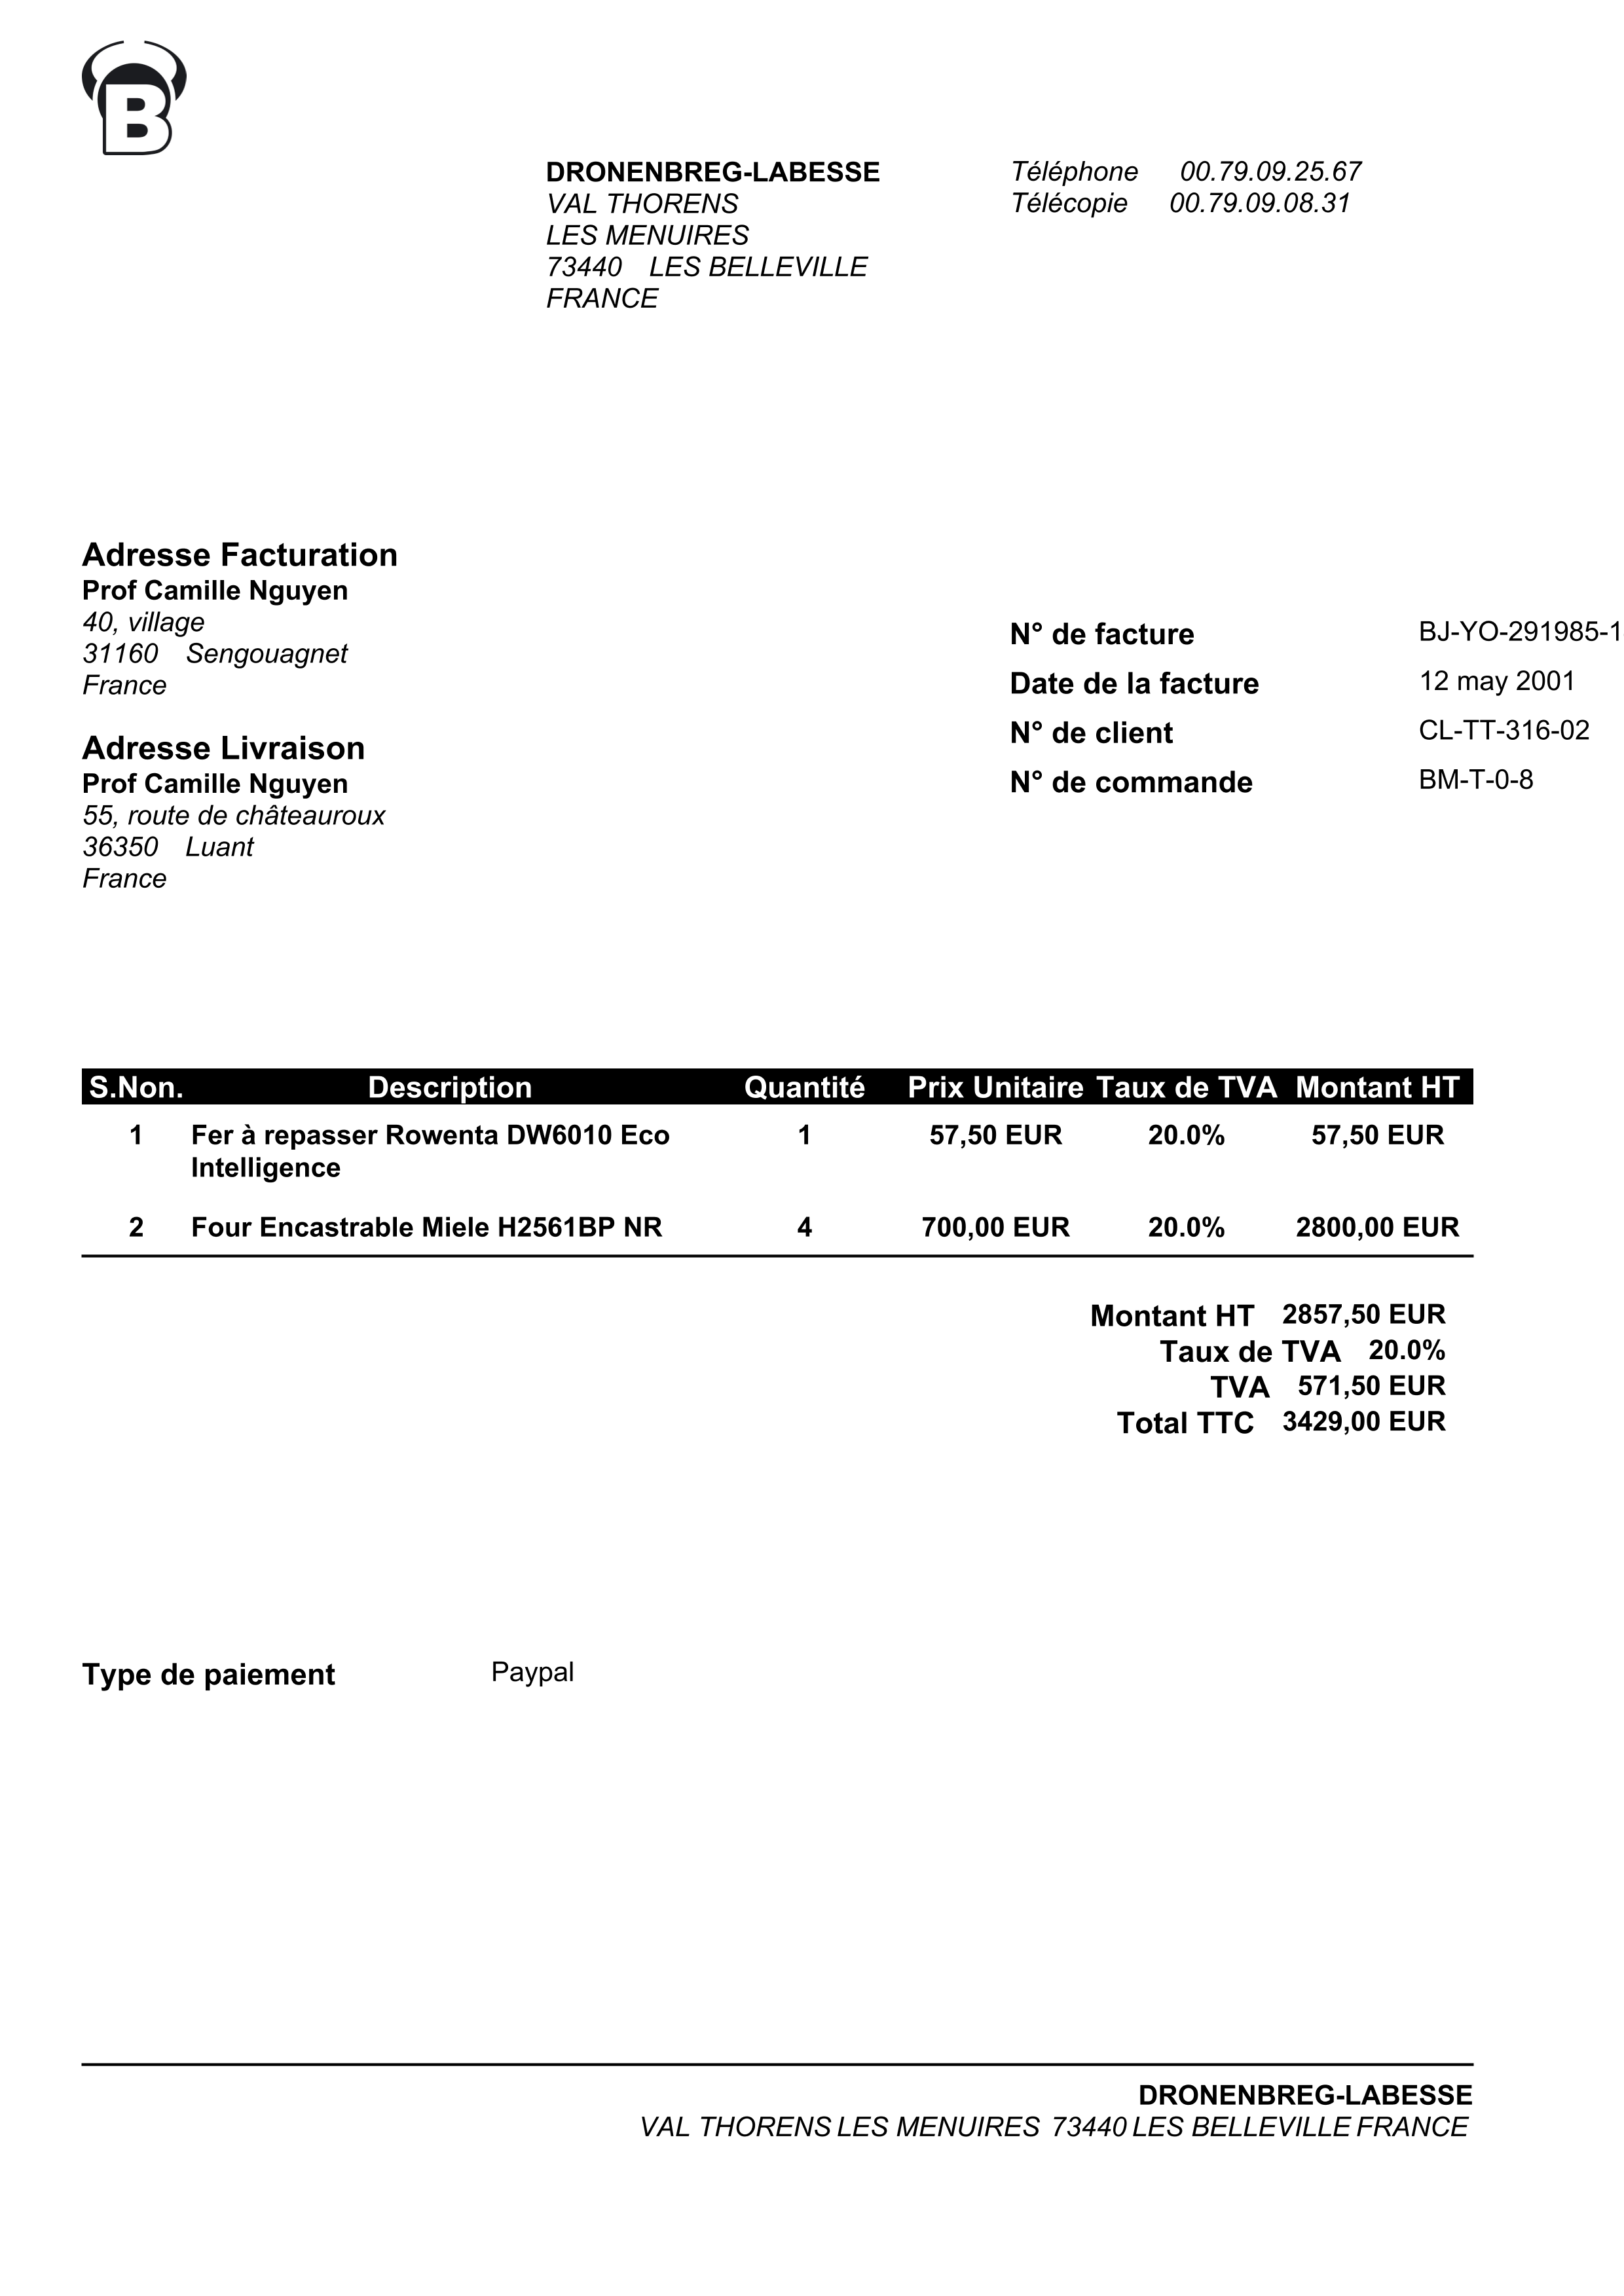 B
DRONENBREG-LABESSE
VAL THORENS
LES MENUIRES
73440 LES BELLEVILLE
FRANCE
Téléphone 00.79.09.25.67
Télécopie 00.79.09.08.31
Adresse Facturation
Prof Camille Nguyen
40, village
31160 Sengouagnet
France
Adresse Livraison
Prof Camille Nguyen
55, route de châteauroux
36350 Luant
France
N° de facture BJ-YO-291985-1
Date de la facture 12 may 2001
N° de client CL-TT-316-02
N° de commande BM-T-0-8
S.Non. Description Quantité Prix Unitaire Taux de TVA Montant HT
1 Fer à repasser Rowenta DW6010 Eco 1 57,50 EUR 20.0% 57,50 EUR
Intelligence
2 Four Encastrable Miele H2561BP NR 4 700,00 EUR 20.0% 2800,00 EUR
Montant HT 2857,50 EUR
Taux de TVA 20.0%
TVA 571,50 EUR
Total TTC 3429,00 EUR
Type de paiement Paypal
DRONENBREG-LABESSE
VAL THORENS LES MENUIRES 73440 LES BELLEVILLE FRANCE